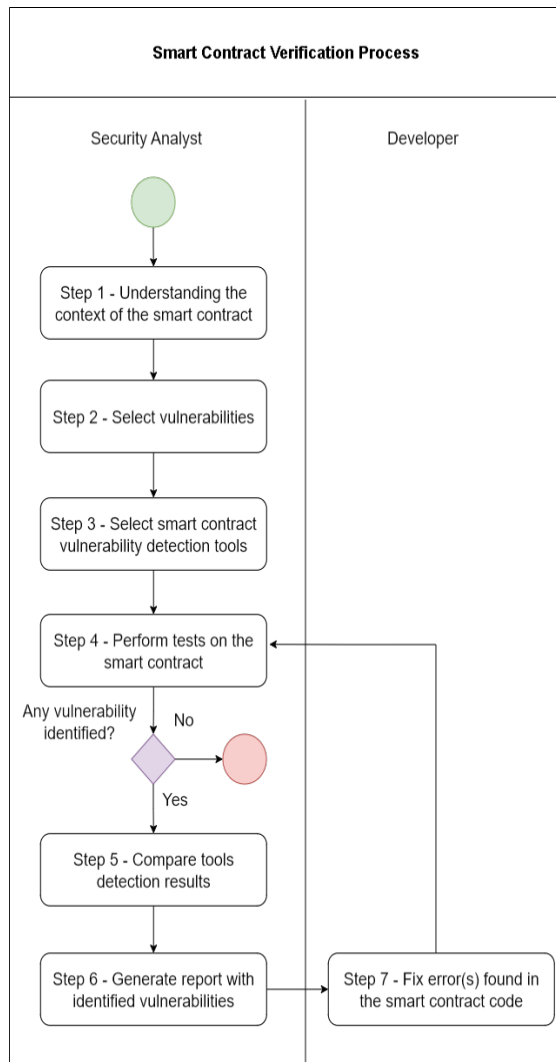 Smart Contract Verification Process
Security Analyst
Developer
Step 1 - Understanding the
context of the smart contract
Step 2 - Select vulnerabilities
Step 3 - Select smart contract
vulnerability detection tools
Step 4 - Perform tests on the
smart contract
Any vulnerability
identified?
No
Yes
Step 5 - Compare tools
detection results
Step 6 - Generate report with
identified vulnerabilities
Step 7 - Fix error(s) found in
the smart contract code